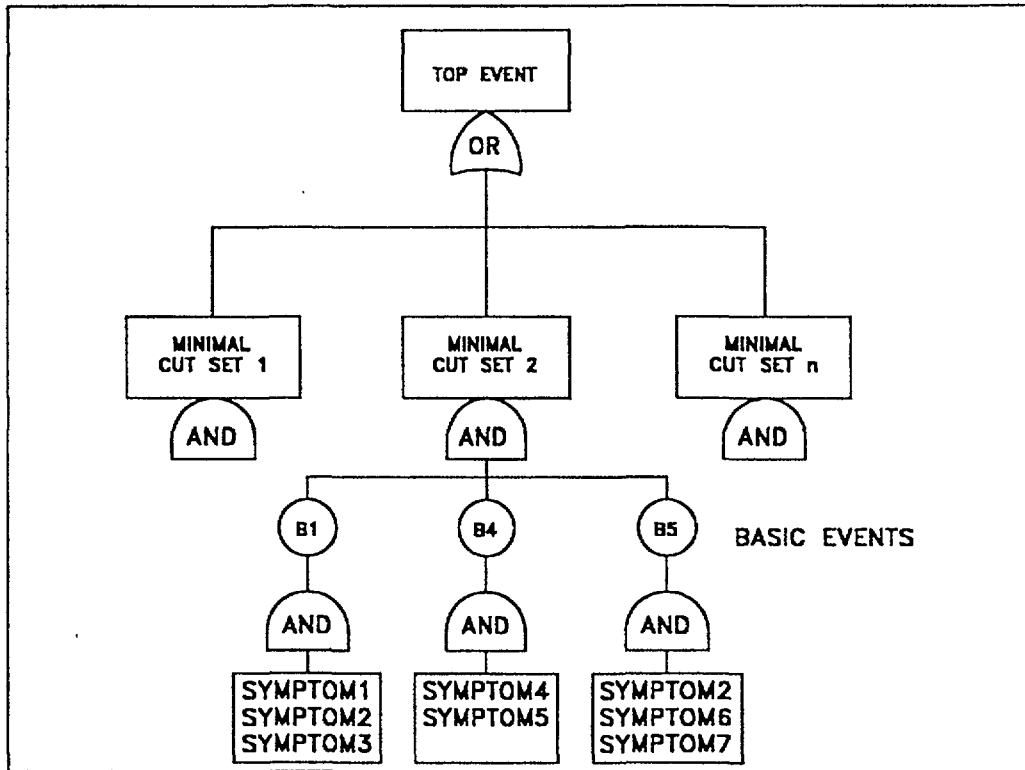 TOP EVENT
OR
MINIMAL
CUT SET 1
MINIMAL
CUT SET 2
MINIMAL
CUT SET n
AND
AND
AND
B1
B4
B5
BASIC EVENTS
AND
AND
AND
SYMPTOM1
SYMPTOM2
SYMPTOM3
SYMPTOM4
SYMPTOM5
SYMPTOM2
SYMPTOM6
SYMPTOM7